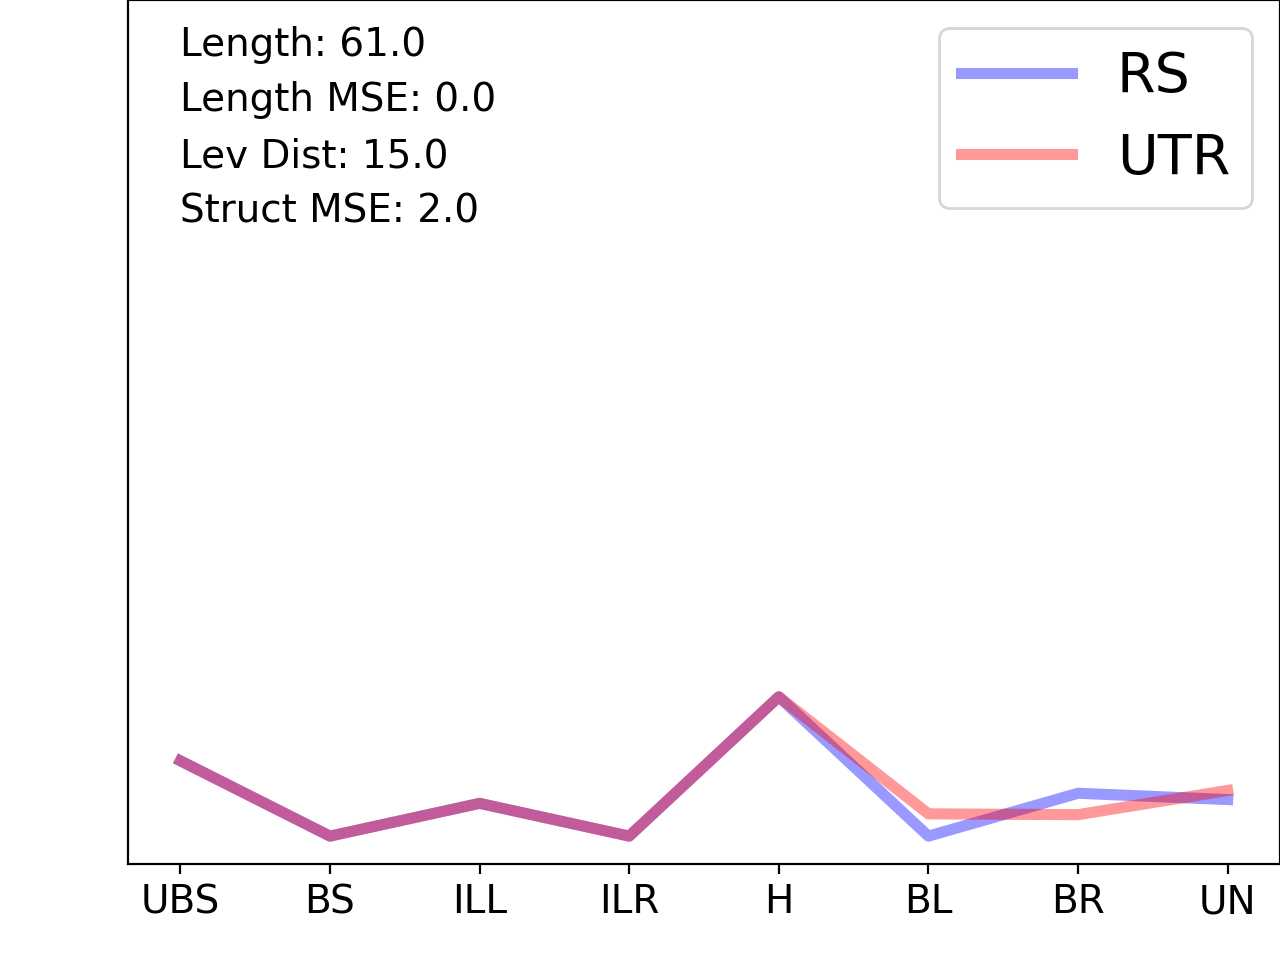 Length: 61.0
Length MSE: 0.0
Lev Dist: 15.0
Struct MSE: 2.0
RS
UTR
UBS BS ILL ILR H BL BR UN